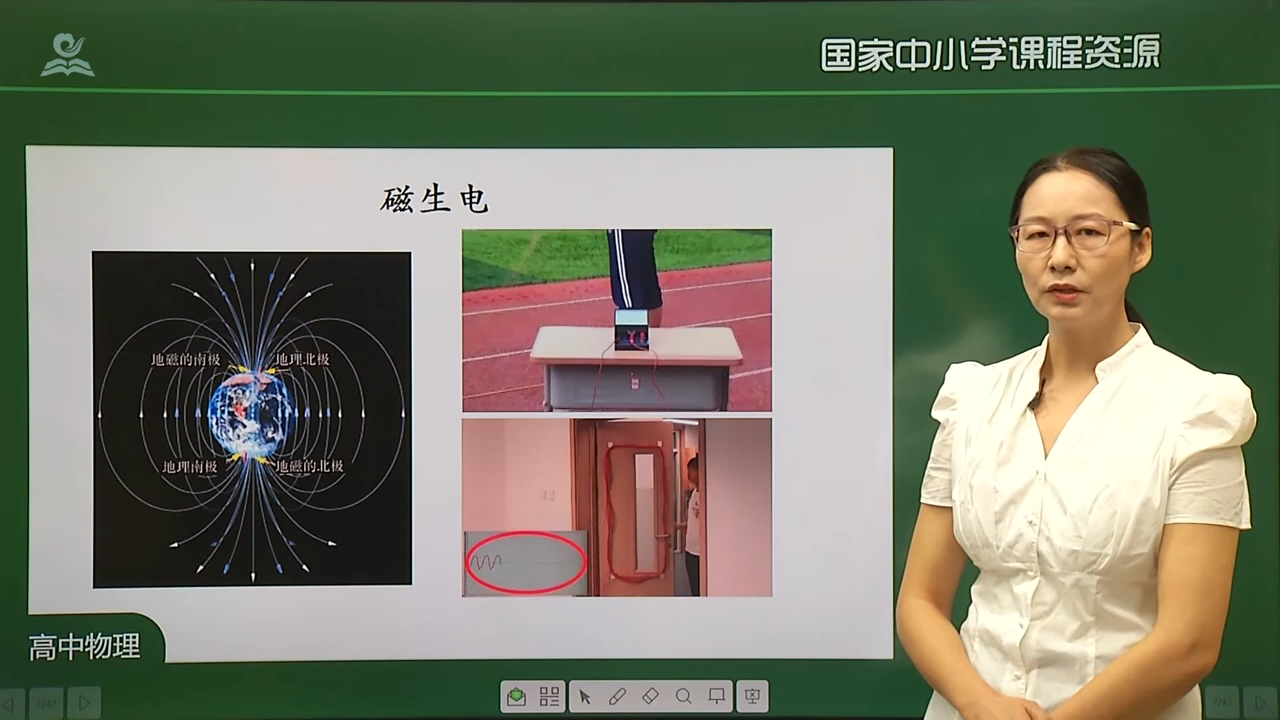 国家中小学课程资源
磁生电
地磁的南极
地理北极
地理南极
地磁的北极
高中物理